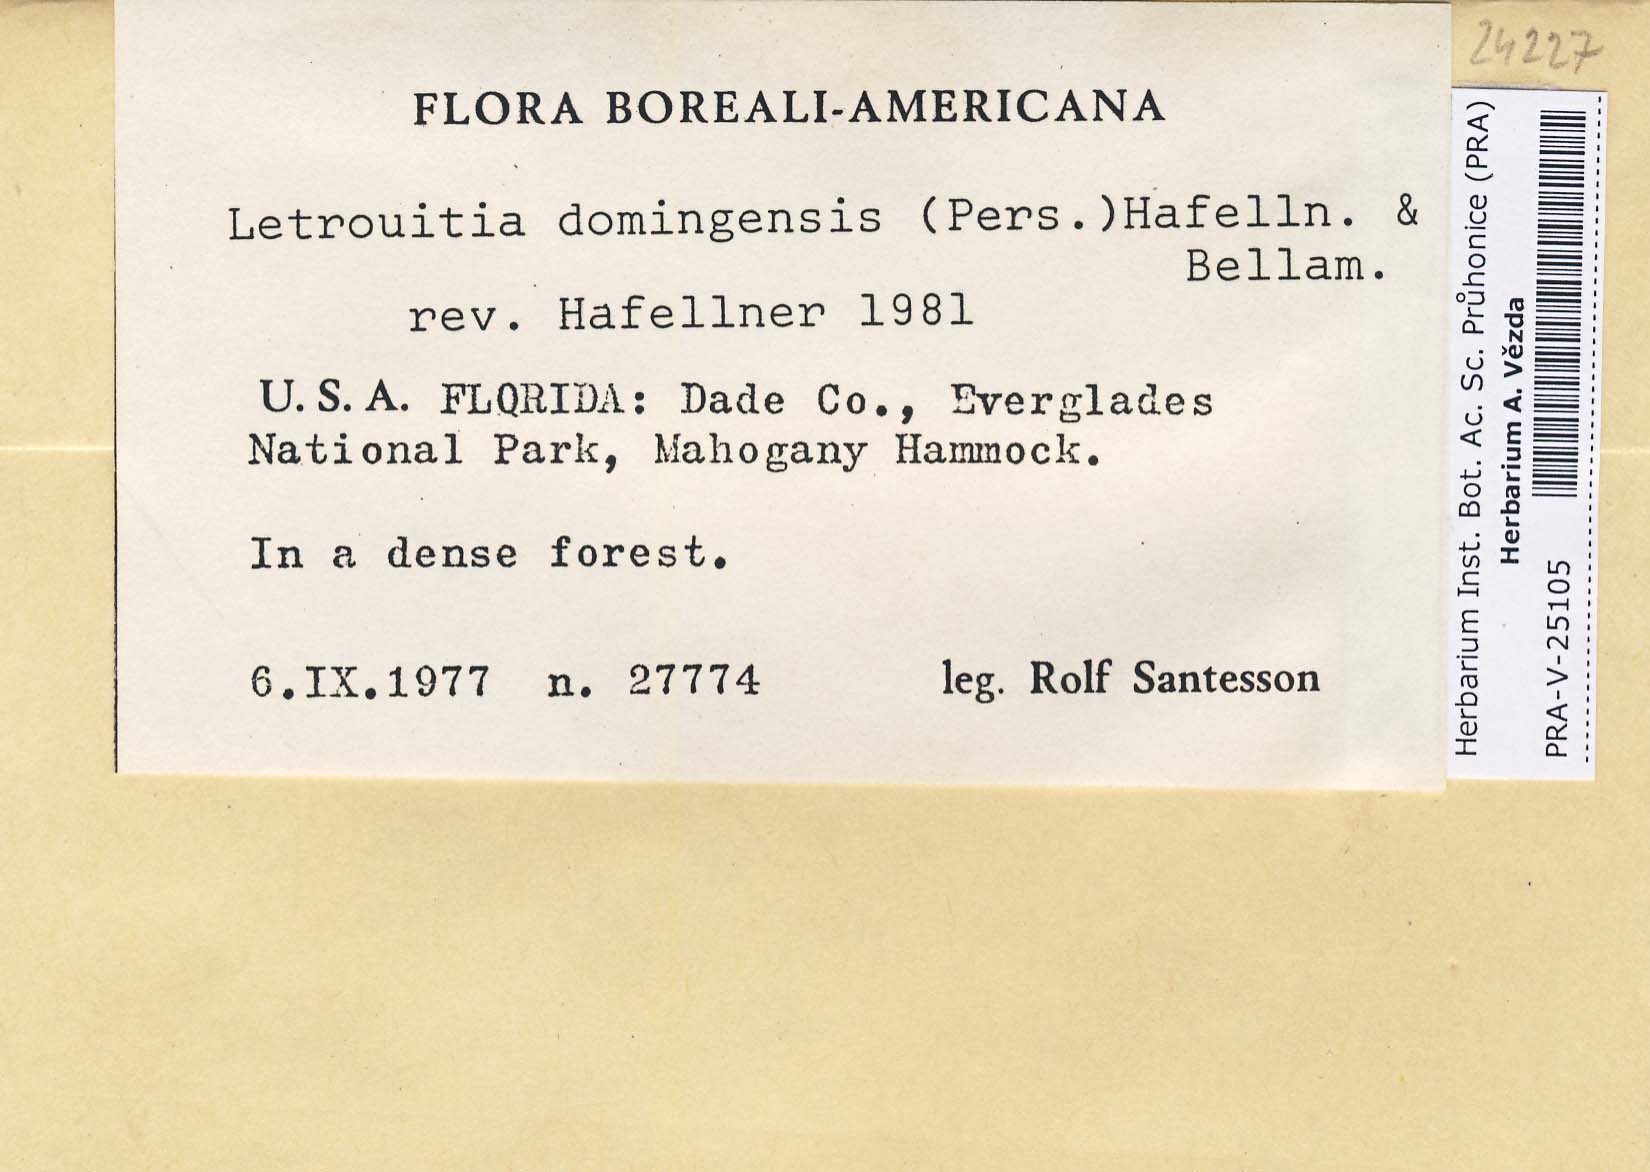 24227
FLORA BOREALI-AMERICANA
Letrouitia domingensis (Pers.)Hafelln. &
Bellam.
rev. Hafellner 1981
U.S.A. FLORIDA: Dade Co., Everglades
National Park, Mahogany Hammock.
In a dense forest.
6.IX.1977 n. 27774 leg. Rolf Santesson
Herbarium Inst. Bot. Ac. Sc. Průhonice (PRA)
Herbarium A. Vězda
PRA-V-25105